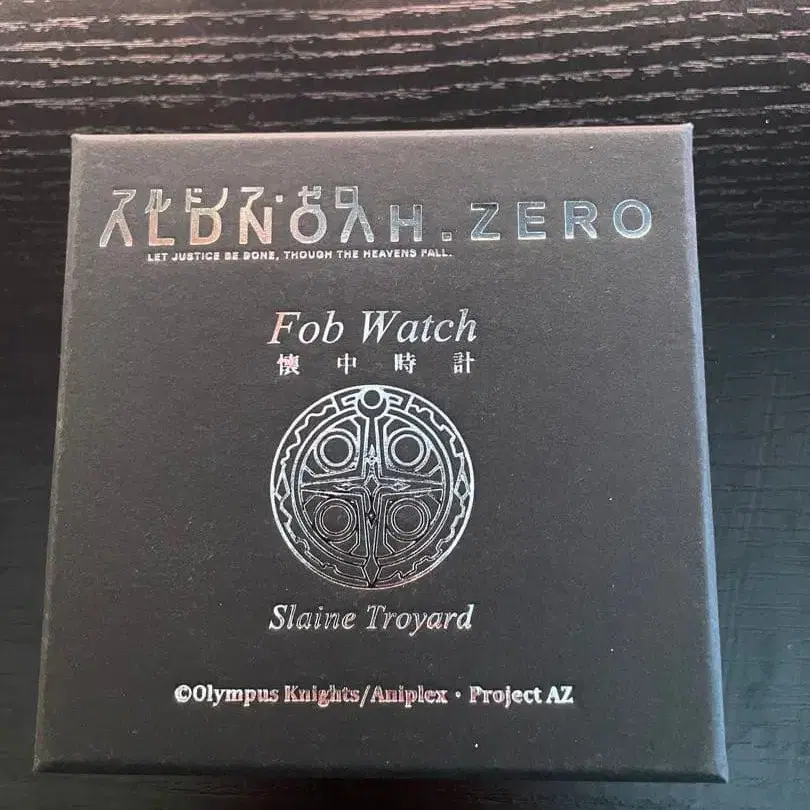 アルドノア・ゼロ
ALDNOAH.ZERO
LET JUSTICE BE DONE, THOUGH THE HEAVENS FALL.
Fob Watch
懐中時計
Slaine Troyard
©Olympus Knights/Aniplex・Project AZ